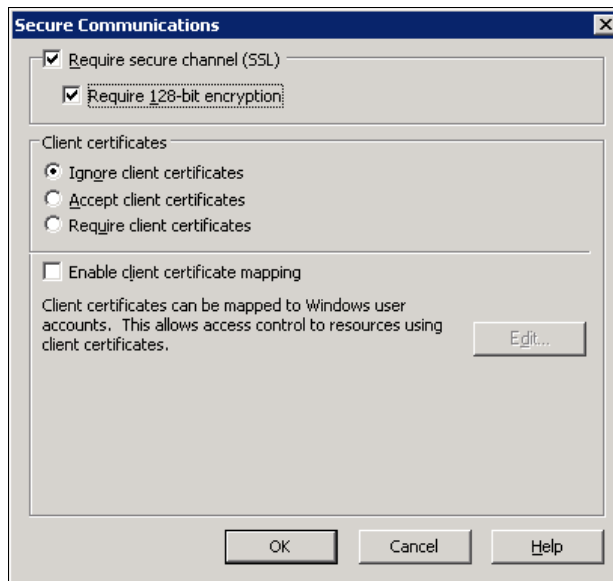 Secure Communications
Require secure channel (SSL)
Require 128-bit encryption
Client certificates
Ignore client certificates
Accept client certificates
Require client certificates
Enable client certificate mapping
Client certificates can be mapped to Windows user
accounts. This allows access control to resources using
client certificates.
Edit...
OK Cancel Help